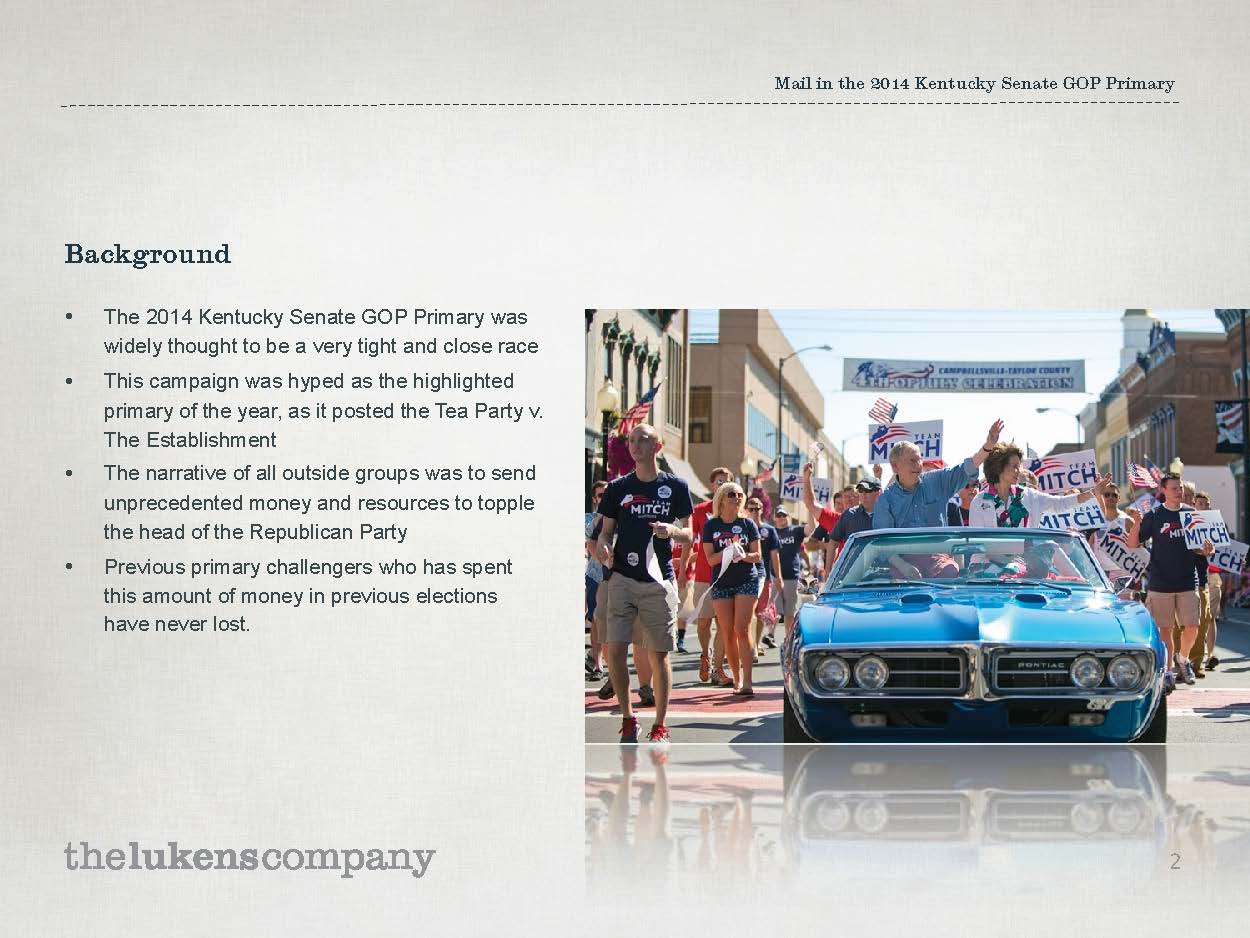 Mail in the 2014 Kentucky Senate GOP Primary
Background
• The 2014 Kentucky Senate GOP Primary was
widely thought to be a very tight and close race
• This campaign was hyped as the highlighted
primary of the year, as it posted the Tea Party v.
The Establishment
• The narrative of all outside groups was to send
unprecedented money and resources to topple
the head of the Republican Party
• Previous primary challengers who has spent
this amount of money in previous elections
have never lost.
CAMPBELLSVILLE-TAYLOR COUNTY
4TH OF JULY CELEBRATION
TEAM
MITCH
TEAM
MITCH
TEAM
MITCH
MITCH
MITCH
MITCH
MITCH
MITCH
PONTIAC
thelukenscompany
2